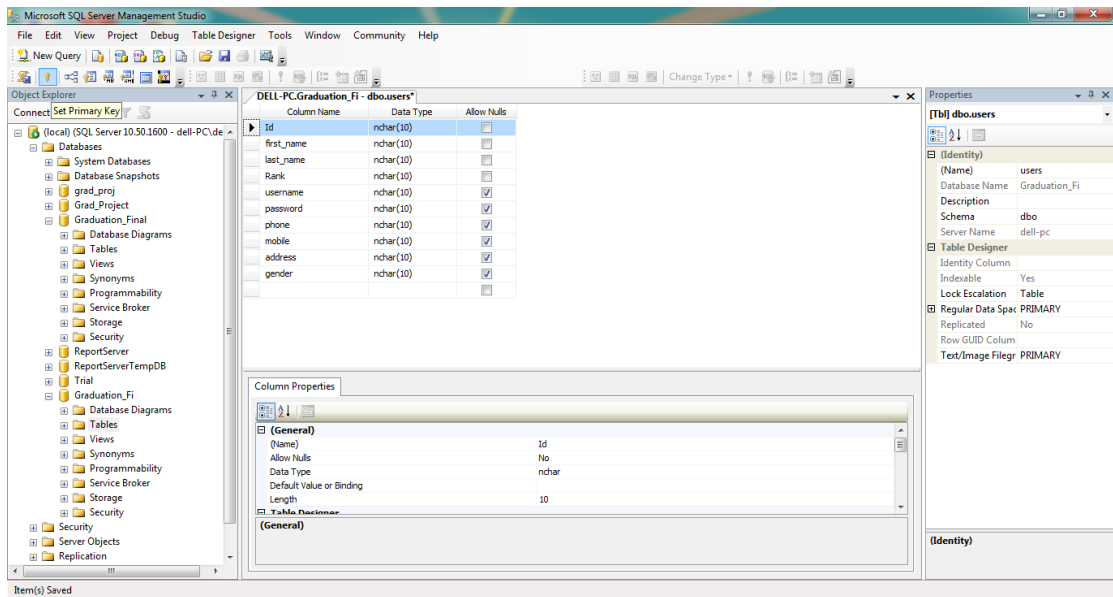 Microsoft SQL Server Management Studio
File Edit View Project Debug Table Designer Tools Window Community Help
New Query
Change Type
Object Explorer
Connect
Set Primary Key
(local) (SQL Server 10.50.1600 - dell-PC\de
Databases
System Databases
Database Snapshots
grad_proj
Grad_Project
Graduation_Final
Database Diagrams
Tables
Views
Synonyms
Programmability
Service Broker
Storage
Security
ReportServer
ReportServerTempDB
Trial
Graduation_Fi
Database Diagrams
Tables
Views
Synonyms
Programmability
Service Broker
Storage
Security
Security
Server Objects
Replication
DELL-PC.Graduation_Fi - dbo.users*
Column Name Data Type Allow Nulls
Id nchar(10)
first_name nchar(10)
last_name nchar(10)
Rank nchar(10)
username nchar(10)
password nchar(10)
phone nchar(10)
mobile nchar(10)
address nchar(10)
gender nchar(10)
Column Properties
(General)
(Name) Id
Allow Nulls No
Data Type nchar
Default Value or Binding
Length 10
Table Designer
(General)
Properties
[Tbl] dbo.users
(Identity)
(Name) users
Database Name Graduation_Fi
Description
Schema dbo
Server Name dell-pc
Table Designer
Identity Column
Indexable Yes
Lock Escalation Table
Regular Data Spac PRIMARY
Replicated No
Row GUID Colum
Text/Image Filegr PRIMARY
(Identity)
Item(s) Saved